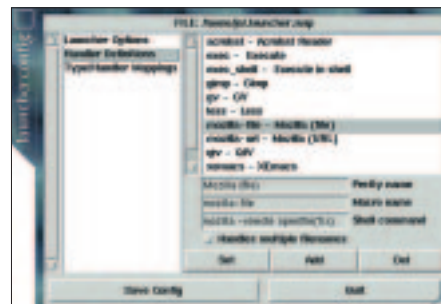 Launcher Options
Handler Definitions
Type/Handler mappings
acroread - Acrobat Reader
exec - Execute
exec_shell - Execute in shell
gimp - Gimp
gv - GV
less - Less
mozilla-file - Mozilla (file)
mozilla-url - Mozilla (URL)
xemacs - XEmacs
Mozilla (file)
Pretty name
mozilla-file
Macro name
Shell command
Handles multiple filenames
Set
Add
Del
Save Config
Quit